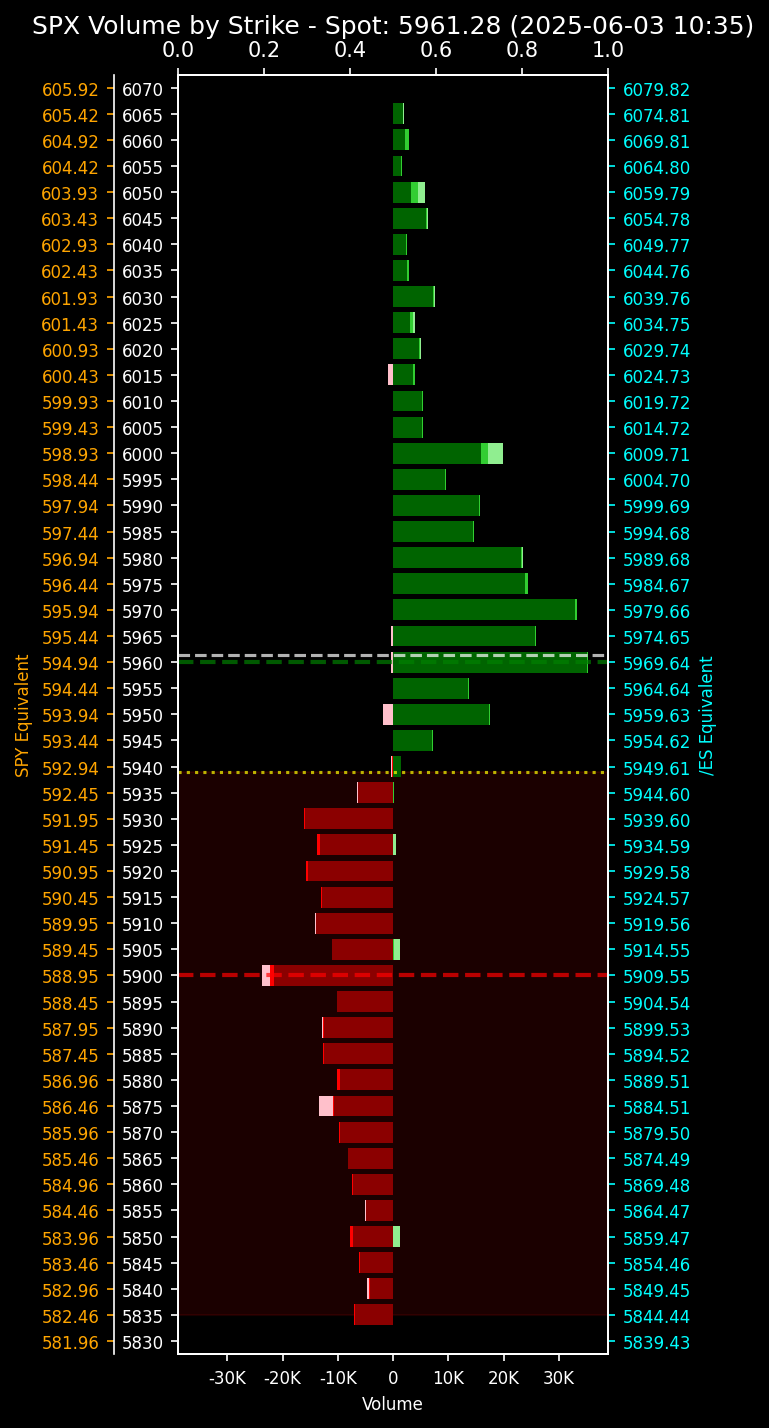 SPX Volume by Strike - Spot: 5961.28 (2025-06-03 10:35)
0.0 0.2 0.4 0.6 0.8 1.0
605.92 6070 6079.82
605.42 6065 6074.81
604.92 6060 6069.81
604.42 6055 6064.80
603.93 6050 6059.79
603.43 6045 6054.78
602.93 6040 6049.77
602.43 6035 6044.76
601.93 6030 6039.76
601.43 6025 6034.75
600.93 6020 6029.74
600.43 6015 6024.73
599.93 6010 6019.72
599.43 6005 6014.72
598.93 6000 6009.71
598.44 5995 6004.70
597.94 5990 5999.69
597.44 5985 5994.68
596.94 5980 5989.68
596.44 5975 5984.67
595.94 5970 5979.66
595.44 5965 5974.65
594.94 5960 5969.64
594.44 5955 5964.64
593.94 5950 5959.63
593.44 5945 5954.62
592.94 5940 5949.61
592.45 5935 5944.60
591.95 5930 5939.60
591.45 5925 5934.59
590.95 5920 5929.58
590.45 5915 5924.57
589.95 5910 5919.56
589.45 5905 5914.55
588.95 5900 5909.55
588.45 5895 5904.54
587.95 5890 5899.53
587.45 5885 5894.52
586.96 5880 5889.51
586.46 5875 5884.51
585.96 5870 5879.50
585.46 5865 5874.49
584.96 5860 5869.48
584.46 5855 5864.47
583.96 5850 5859.47
583.46 5845 5854.46
582.96 5840 5849.45
582.46 5835 5844.44
581.96 5830 5839.43
SPY Equivalent
/ES Equivalent
-30K -20K -10K 0 10K 20K 30K
Volume